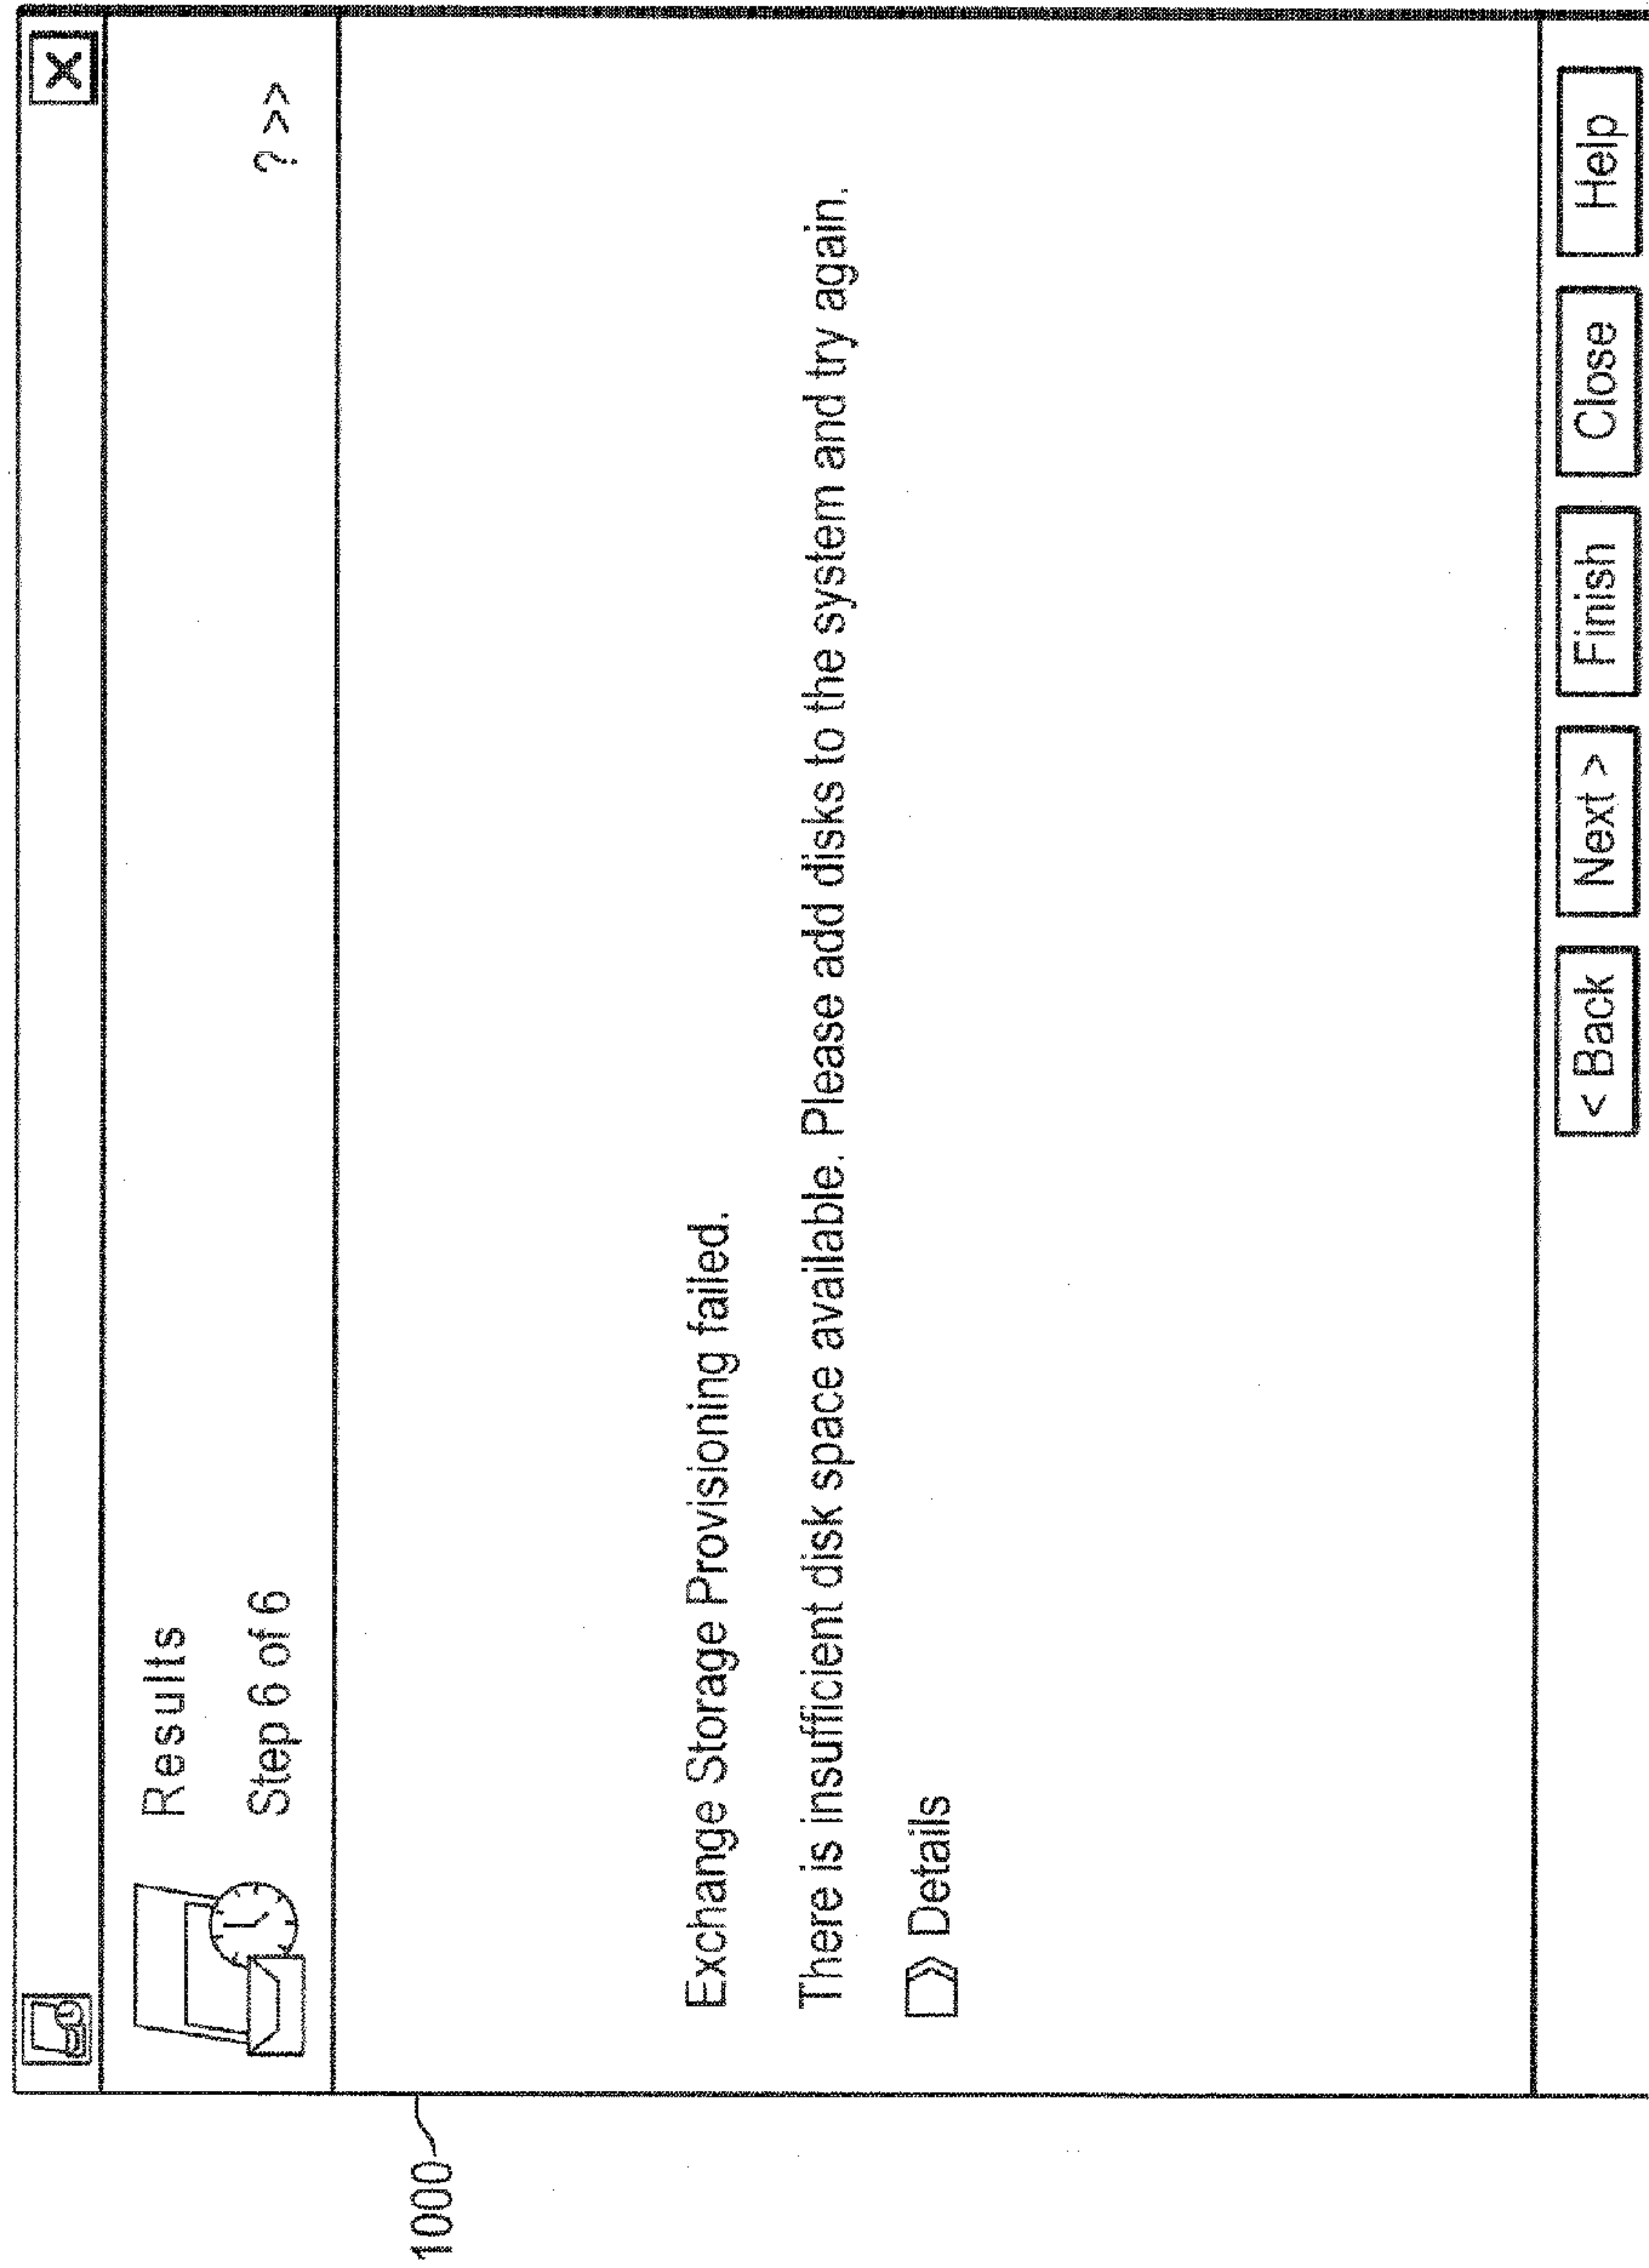 X
Results
Step 6 of 6
? >>
Exchange Storage Provisioning failed.
There is insufficient disk space available. Please add disks to the system and try again.
Details
< Back
Next >
Finish
Close
Help
1000